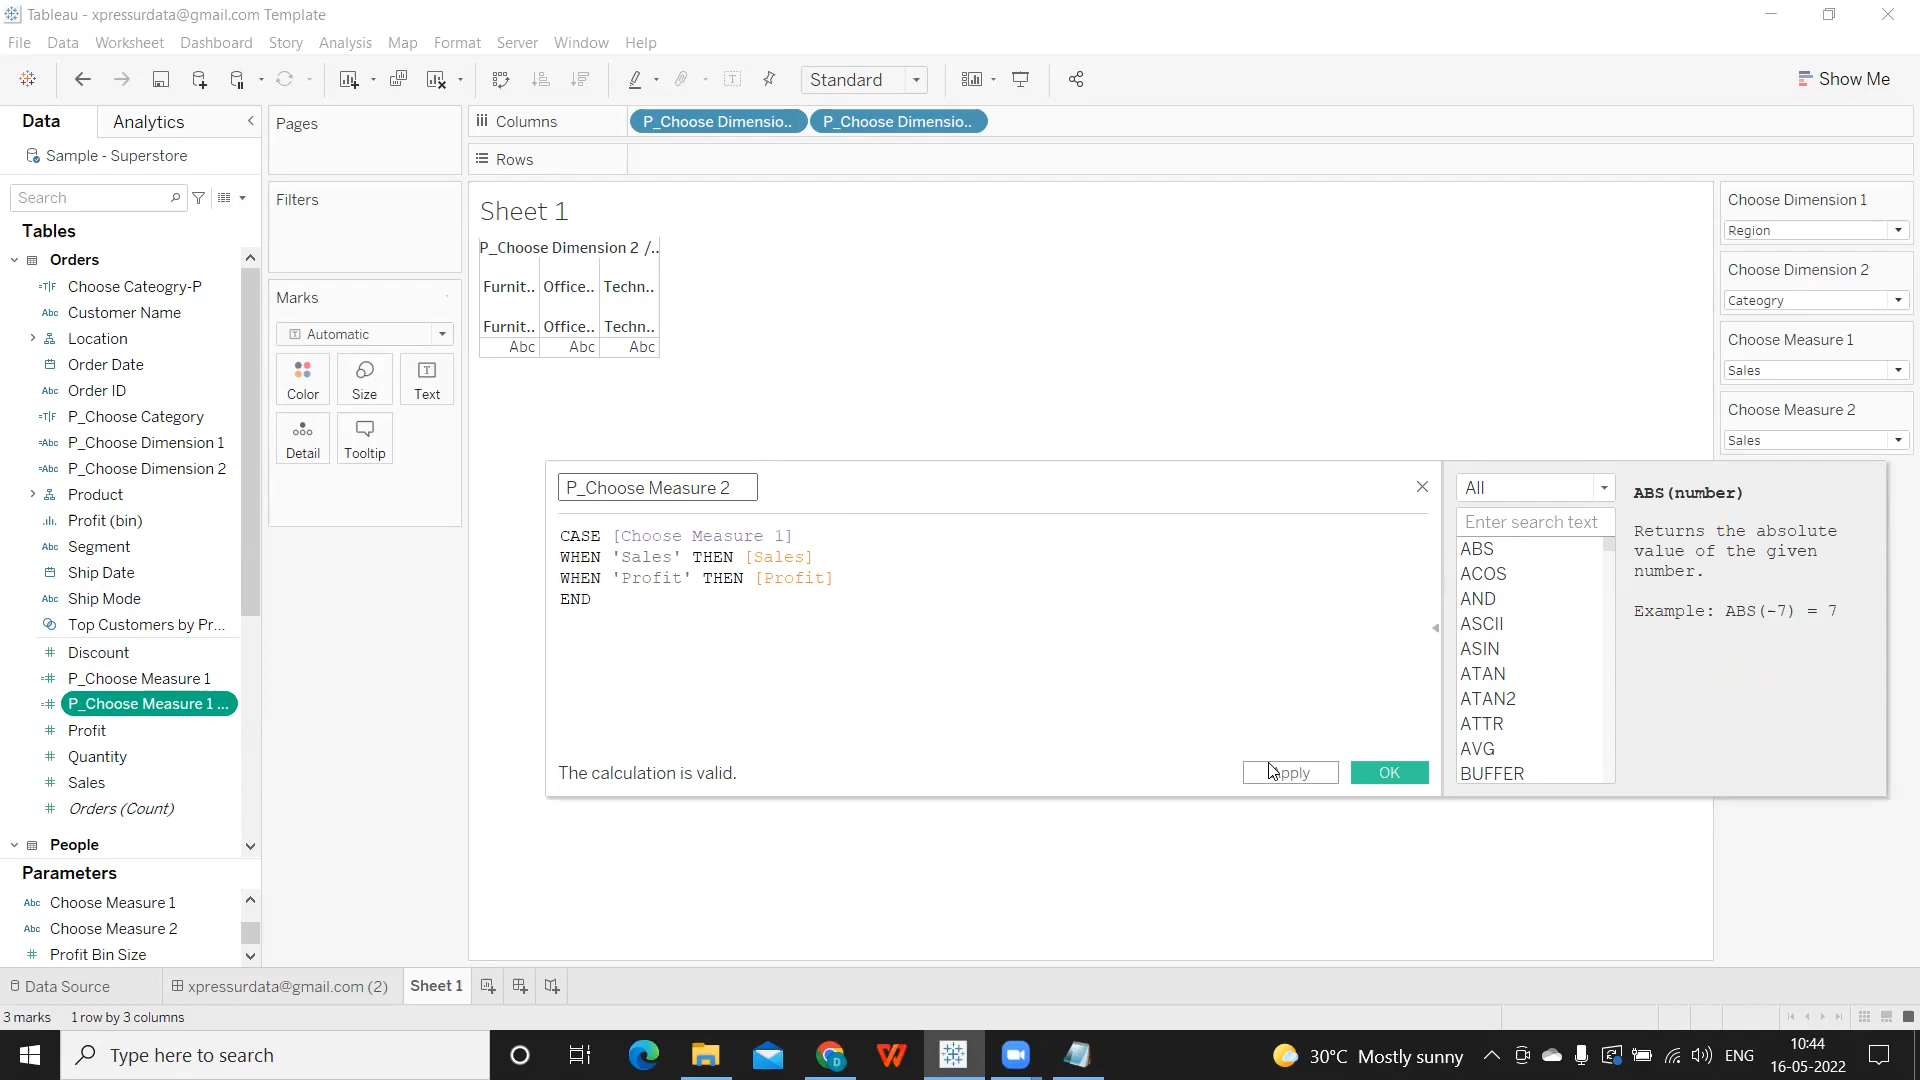 Tableau - xpressurdata@gmail.com Template
File Data Worksheet Dashboard Story Analysis Map Format Server Window Help
Standard
Show Me
Data Analytics
Sample - Superstore
Search
Tables
Orders
Choose Cateogry-P
Customer Name
Location
Order Date
Order ID
P_Choose Category
P_Choose Dimension 1
P_Choose Dimension 2
Product
Profit (bin)
Segment
Ship Date
Ship Mode
Top Customers by Pr...
Discount
P_Choose Measure 1
P_Choose Measure 1 ...
Profit
Quantity
Sales
Orders (Count)
People
Parameters
Choose Measure 1
Choose Measure 2
Profit Bin Size
Pages
Filters
Marks
Automatic
Color Size Text
Detail Tooltip
Columns P_Choose Dimensio.. P_Choose Dimensio..
Rows
Sheet 1
P_Choose Dimension 2 /..
Furnit.. Office.. Techn..
Furnit.. Office.. Techn..
Abc Abc Abc
Choose Dimension 1
Region
Choose Dimension 2
Cateogry
Choose Measure 1
Sales
Choose Measure 2
Sales
P_Choose Measure 2
CASE [Choose Measure 1]
WHEN 'Sales' THEN [Sales]
WHEN 'Profit' THEN [Profit]
END
The calculation is valid.
OK
All
Enter search text
ABS
ACOS
AND
ASCII
ASIN
ATAN
ATAN2
ATTR
AVG
BUFFER
ABS(number)
Returns the absolute
value of the given
number.
Example: ABS(-7) = 7
Data Source xpressurdata@gmail.com (2) Sheet 1
3 marks 1 row by 3 columns
Type here to search
30°C Mostly sunny
ENG
10:44
16-05-2022